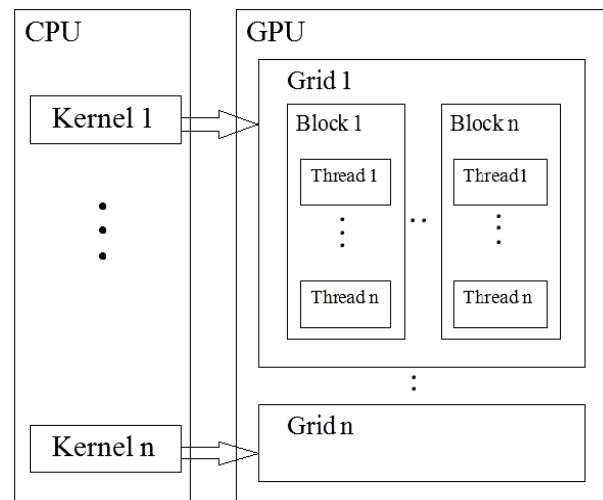 CPU
GPU
Kernel 1
Grid 1
Block 1
Block n
Thread 1
Thread1
Thread n
Thread n
Kernel n
Grid n